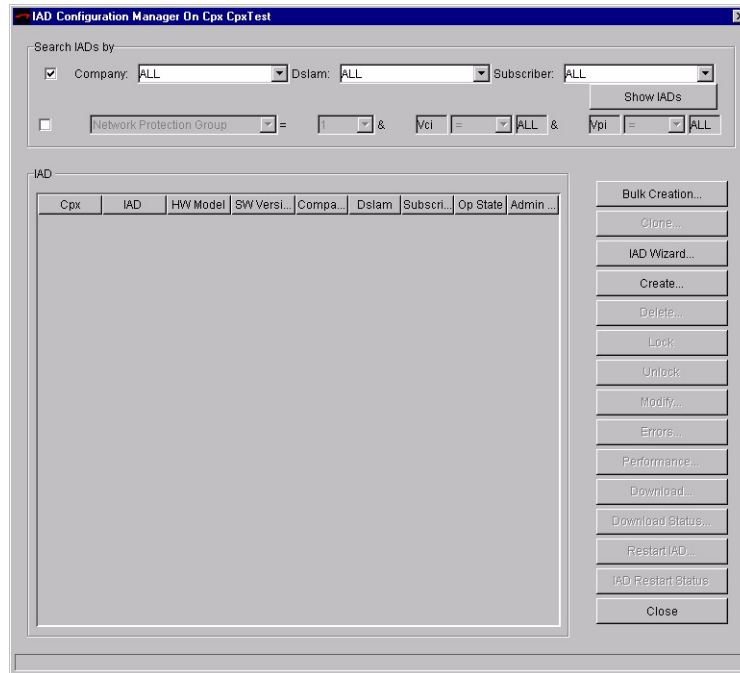 IAD Configuration Manager On Cpx CpxTest
Search IADs by
Company: ALL Dslam: ALL Subscriber: ALL
Show IADs
Network Protection Group = 1 & Vci = ALL & Vpi = ALL
IAD
Cpx IAD HW Model SW Versi... Compa... Dslam Subscri... Op State Admin ...
Bulk Creation...
Clone...
IAD Wizard...
Create...
Delete...
Lock
Unlock
Modify...
Errors...
Performance...
Download...
Download Status...
Restart IAD...
IAD Restart Status
Close